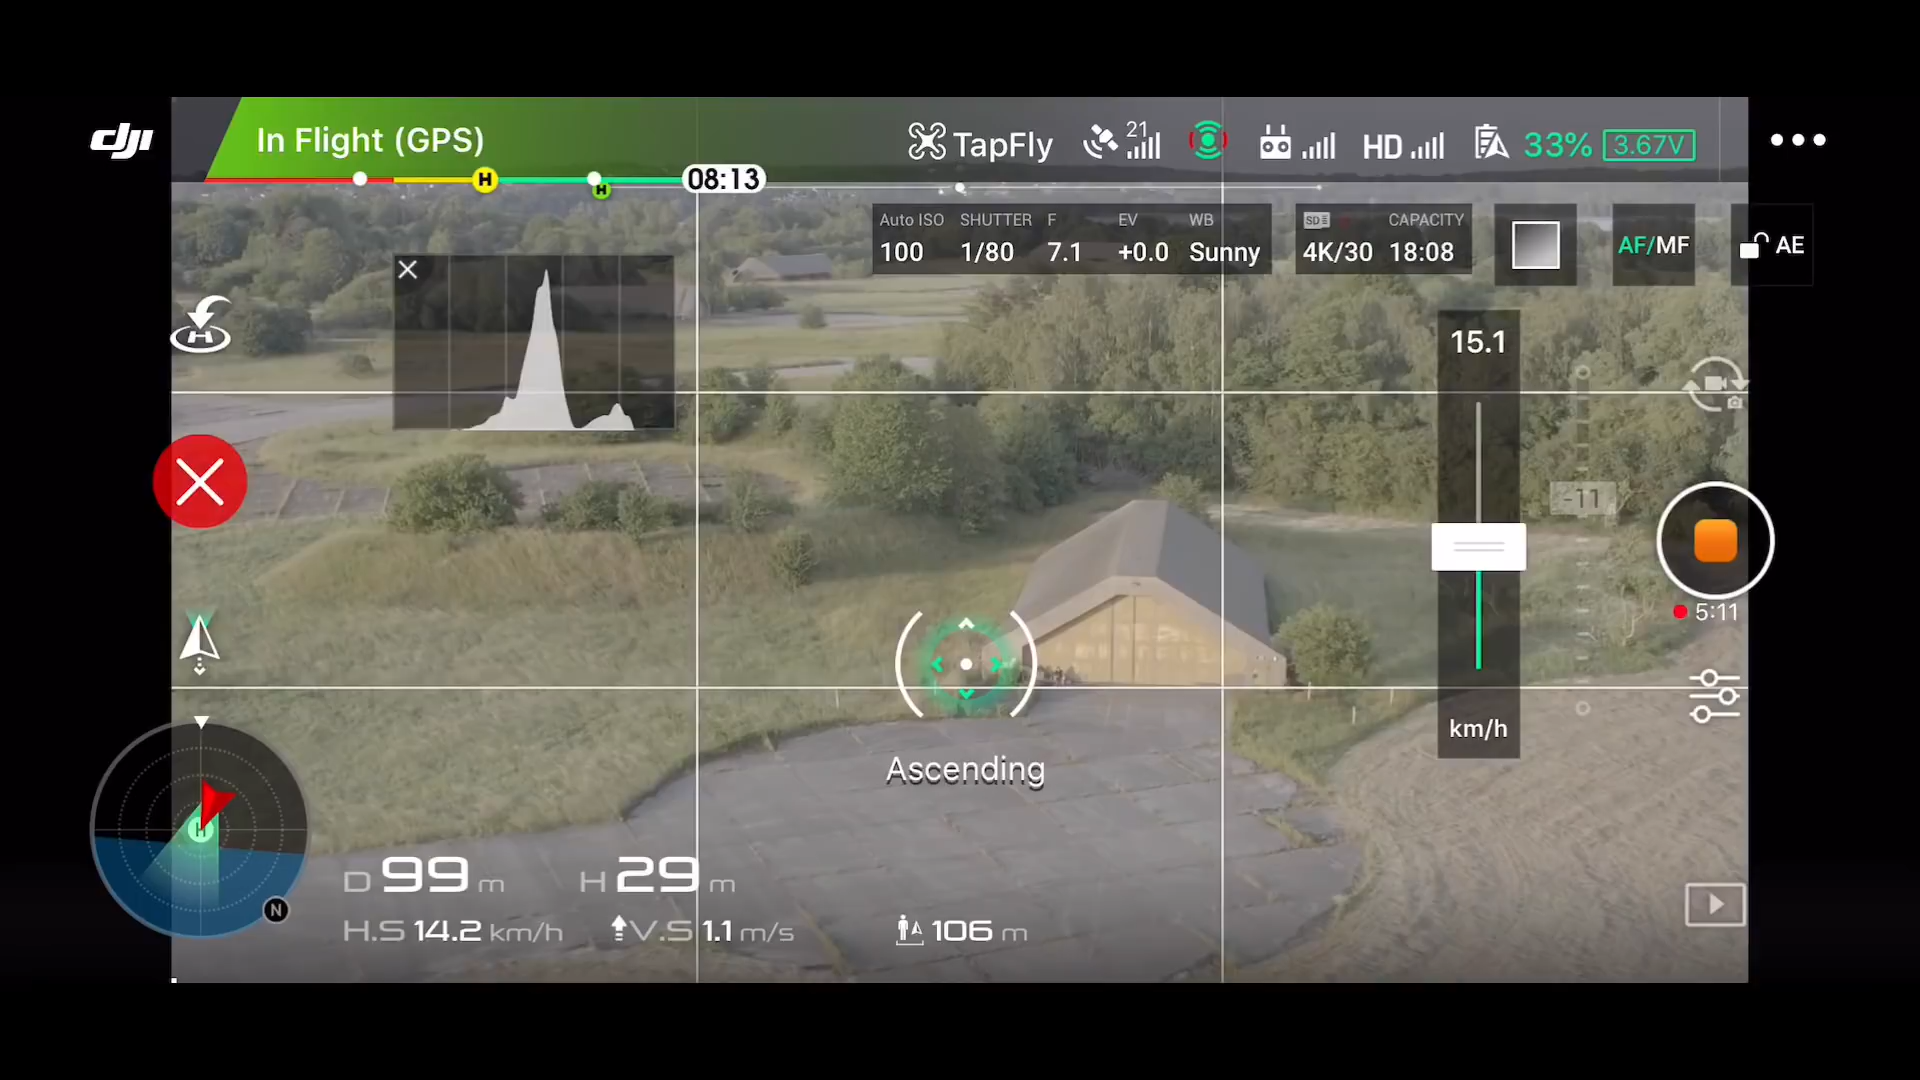 dji
In Flight (GPS)
TapFly
21
HD
33%
3.67V
H
H
08:13
Auto ISO
100
SHUTTER
1/80
F
7.1
EV
+0.0
WB
Sunny
SD
4K/30
CAPACITY
18:08
AF/MF
AE
H
15.1
-11
5:11
km/h
Ascending
H
N
D 99 m
H 29 m
H.S 14.2 km/h
V.S 1.1 m/s
106 m